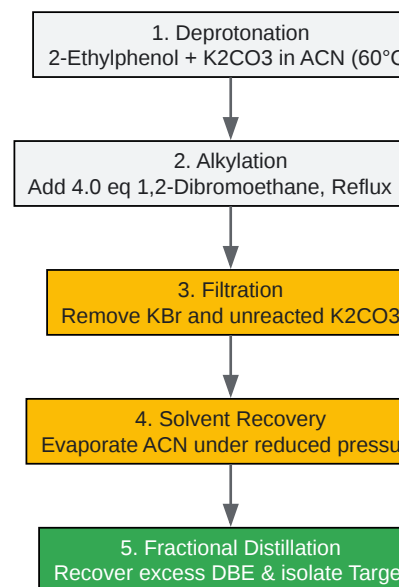 1. Deprotonation
2-Ethylphenol + K2CO3 in ACN (60°C
2. Alkylation
Add 4.0 eq 1,2-Dibromoethane, Reflux
3. Filtration
Remove KBr and unreacted K2CO3
4. Solvent Recovery
Evaporate ACN under reduced
5. Fractional Distillation
Recover excess DBE & isolate